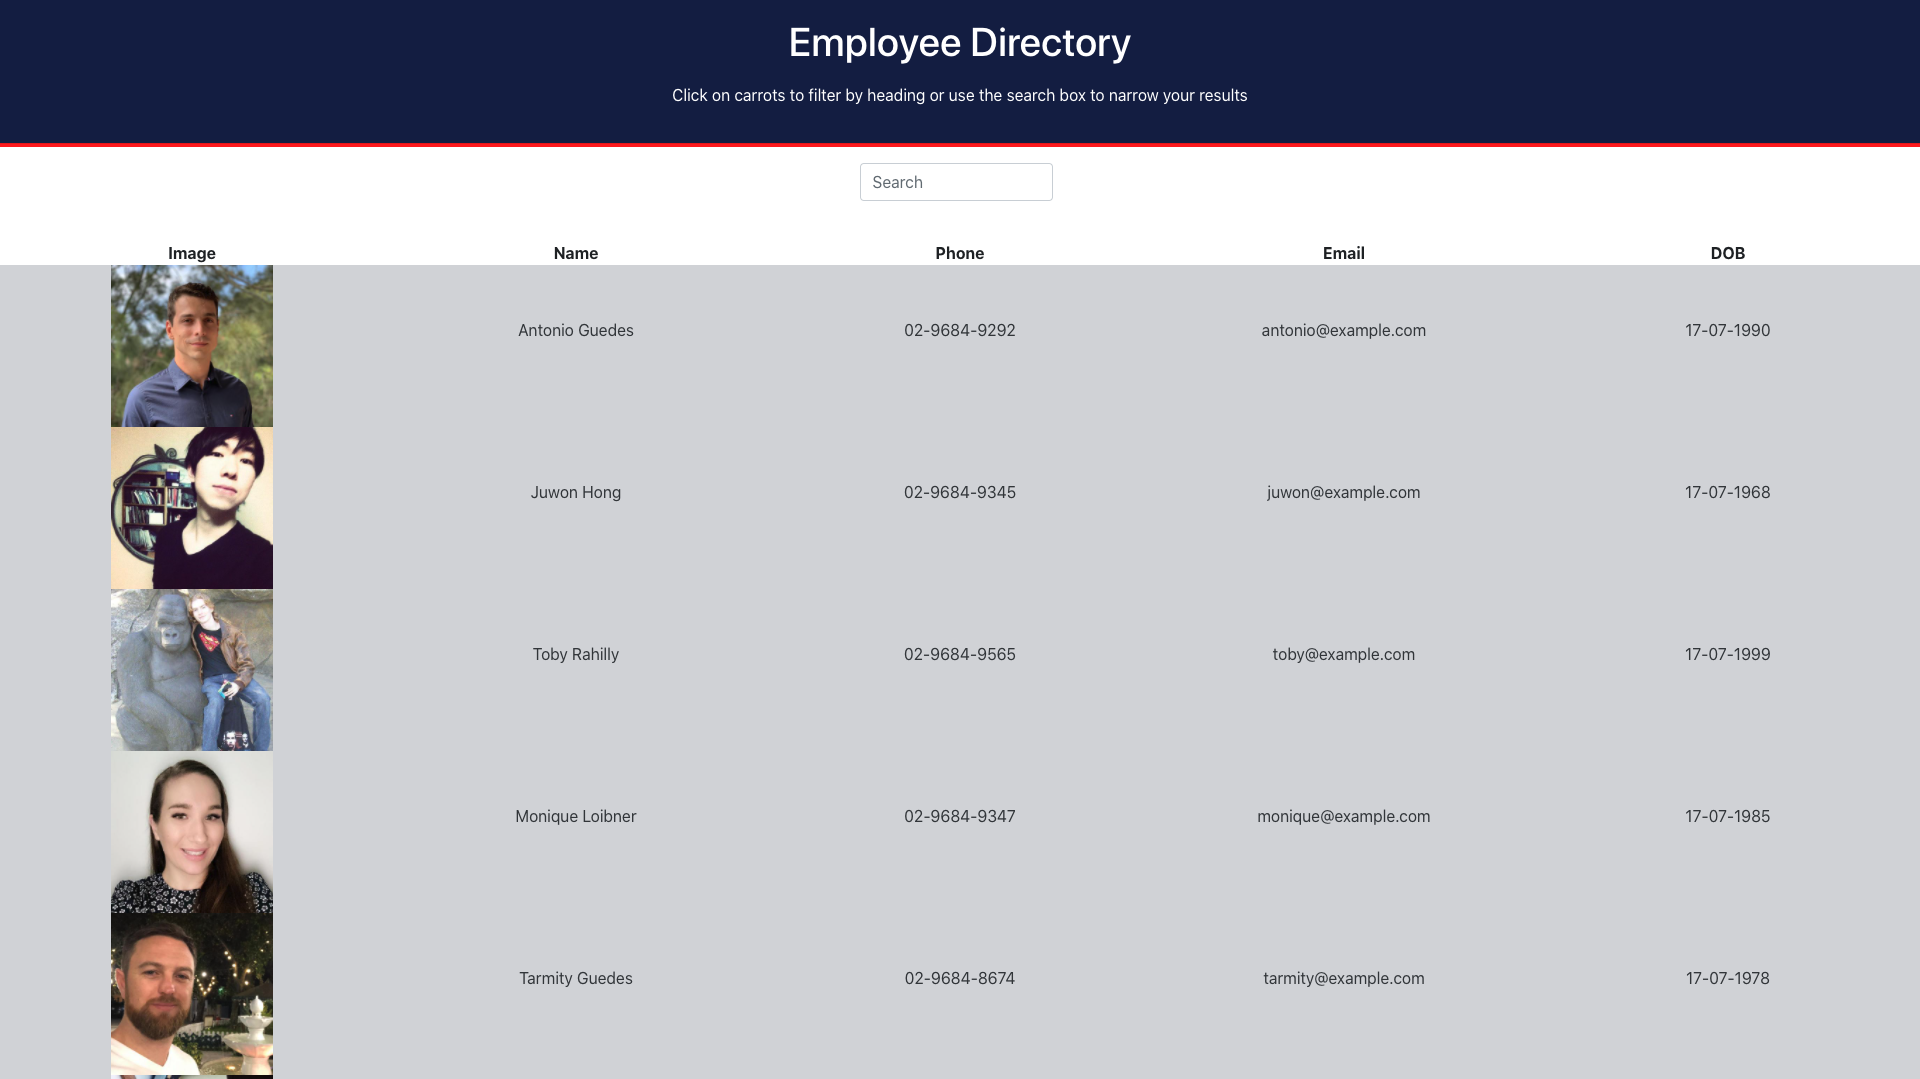 Employee Directory
Click on carrots to filter by heading or use the search box to narrow your results
Search
Image Name Phone Email DOB
Antonio Guedes 02-9684-9292 antonio@example.com 17-07-1990
Juwon Hong 02-9684-9345 juwon@example.com 17-07-1968
Toby Rahilly 02-9684-9565 toby@example.com 17-07-1999
Monique Loibner 02-9684-9347 monique@example.com 17-07-1985
Tarmity Guedes 02-9684-8674 tarmity@example.com 17-07-1978